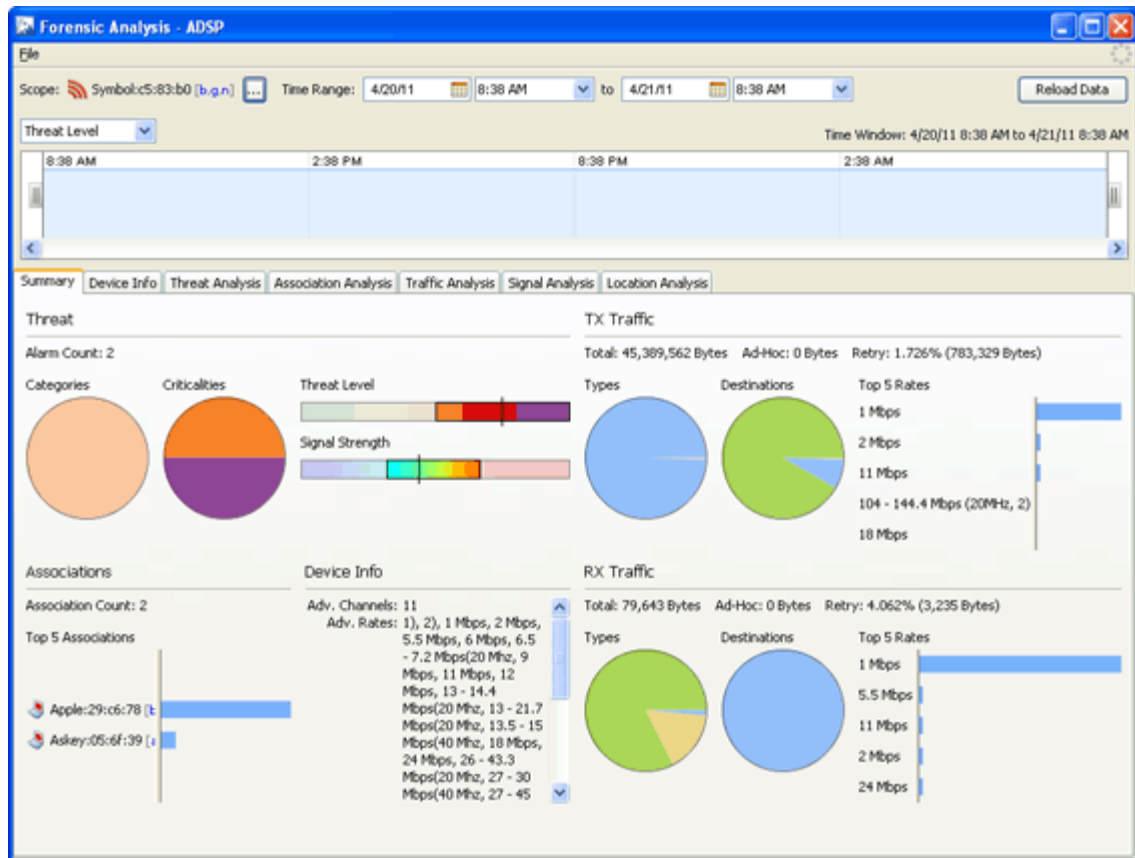 Forensic Analysis - ADSP
File
Scope: Symbol:c5:83:b0 [b,g,n] ... Time Range: 4/20/11 8:38 AM to 4/21/11 8:38 AM Reload Data
Threat Level Time Window: 4/20/11 8:38 AM to 4/21/11 8:38 AM
8:38 AM 2:38 PM 8:38 PM 2:38 AM
Summary Device Info Threat Analysis Association Analysis Traffic Analysis Signal Analysis Location Analysis
Threat
Alarm Count: 2
Categories Criticalities Threat Level
Signal Strength
TX Traffic
Total: 45,389,562 Bytes Ad-Hoc: 0 Bytes Retry: 1.726% (783,329 Bytes)
Types Destinations Top 5 Rates
1 Mbps
2 Mbps
11 Mbps
104 - 144.4 Mbps (20MHz, 2)
18 Mbps
Associations
Association Count: 2
Top 5 Associations
Apple:29:c6:78 [b
Askey:05:6f:39 [a
Device Info
Adv. Channels: 11
Adv. Rates: 1), 2), 1 Mbps, 2 Mbps,
5.5 Mbps, 6 Mbps, 6.5
- 7.2 Mbps(20 Mhz, 9
Mbps, 11 Mbps, 12
Mbps, 13 - 14.4
Mbps(20 Mhz, 13 - 21.7
Mbps(20 Mhz, 13.5 - 15
Mbps(40 Mhz, 18 Mbps,
24 Mbps, 26 - 43.3
Mbps(20 Mhz, 27 - 30
Mbps(40 Mhz, 27 - 45
RX Traffic
Total: 79,643 Bytes Ad-Hoc: 0 Bytes Retry: 4.062% (3,235 Bytes)
Types Destinations Top 5 Rates
1 Mbps
5.5 Mbps
11 Mbps
2 Mbps
24 Mbps